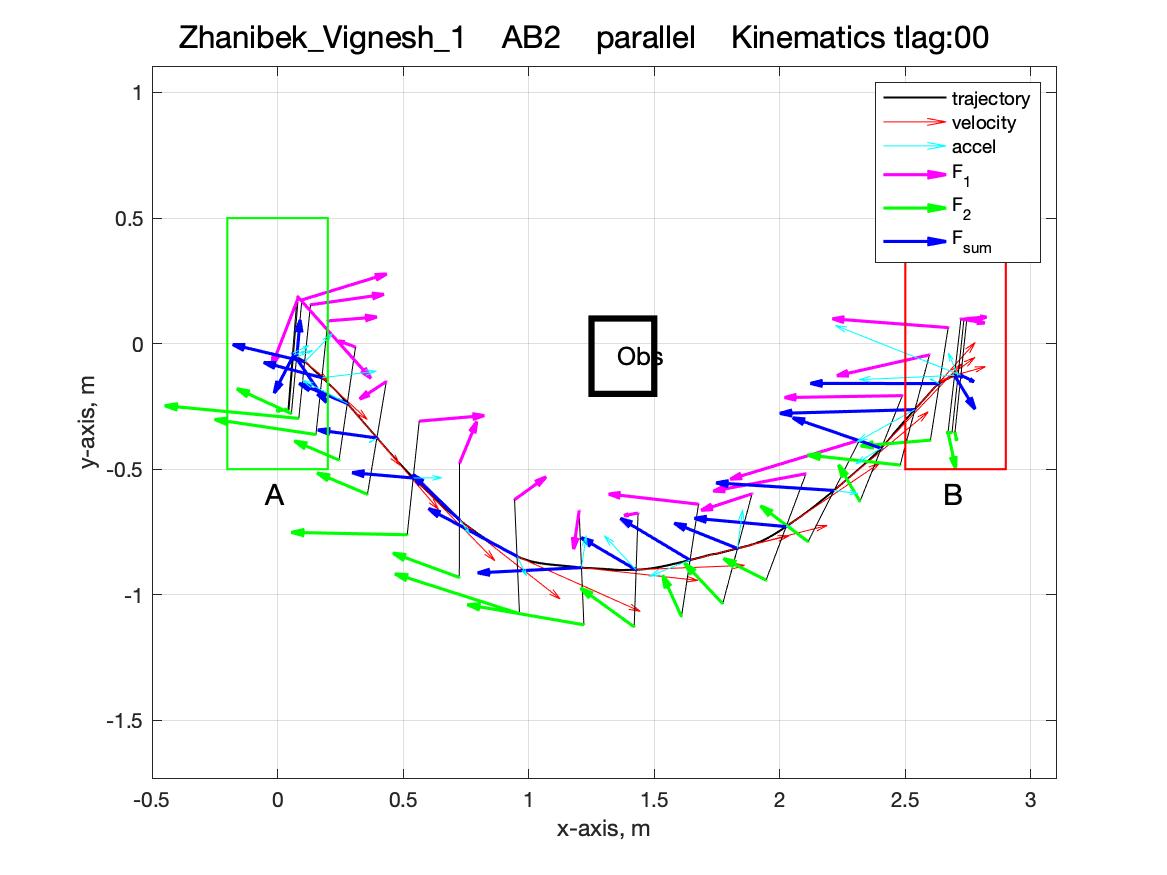 Zhanibek_Vignesh_1 AB2 parallel Kinematics tlag:00
trajectory
velocity
accel
F1
F2
Fsum
1
0.5
0
-0.5
-1
-1.5
y-axis, m
Obs
A
B
-0.5 0 0.5 1 1.5 2 2.5 3
x-axis, m